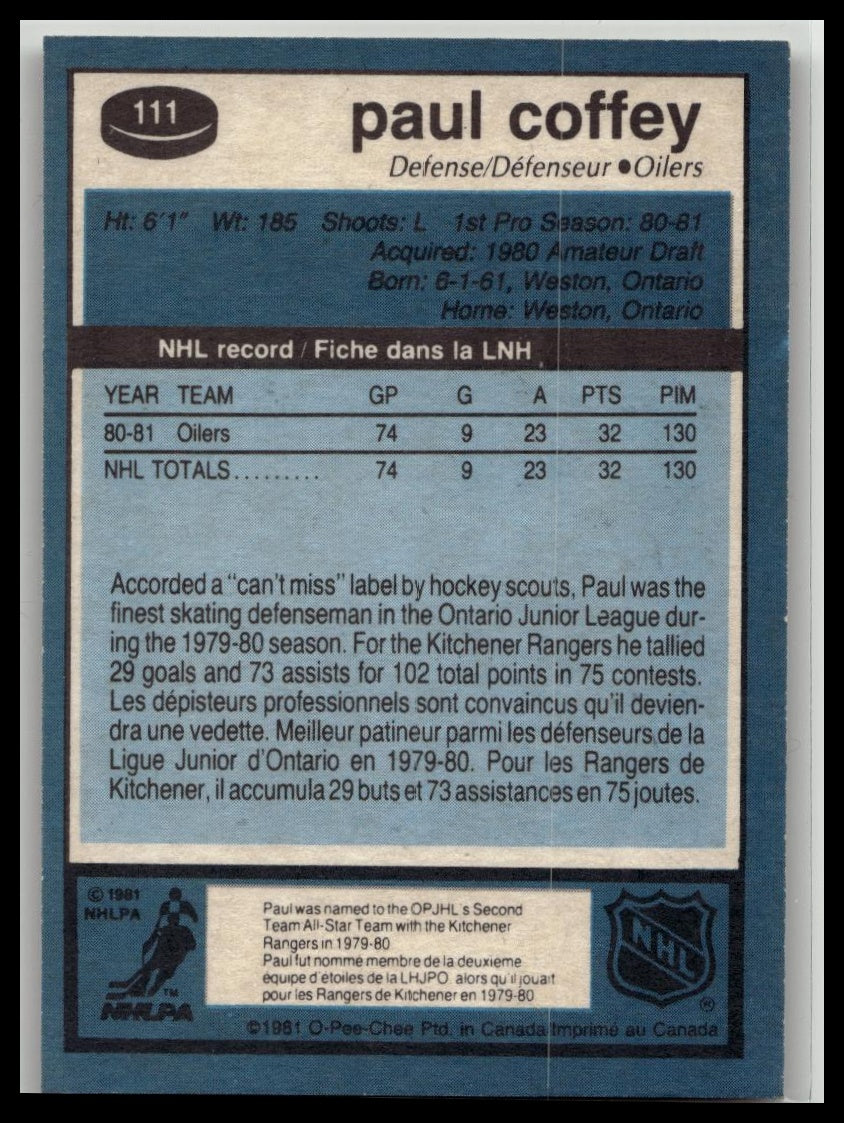 111
paul coffey
Defense/Défenseur ●Oilers
Ht: 6'1" Wt: 185 Shoots: L 1st Pro Season: 80-81
Acquired: 1980 Amateur Draft
Born: 6-1-61, Weston, Ontario
Home: Weston, Ontario
NHL record / Fiche dans la LNH
YEAR TEAM GP G A PTS PIM
80-81 Oilers 74 9 23 32 130
NHL TOTALS......... 74 9 23 32 130
Accorded a "can't miss" label by hockey scouts, Paul was the
finest skating defenseman in the Ontario Junior League dur-
ing the 1979-80 season. For the Kitchener Rangers he tallied
29 goals and 73 assists for 102 total points in 75 contests.
Les dépisteurs professionnels sont convaincus qu'il devien-
dra une vedette. Meilleur patineur parmi les défenseurs de la
Ligue Junior d'Ontario en 1979-80. Pour les Rangers de
Kitchener, il accumula 29 buts et 73 assistances en 75 joutes.
© 1981
NHLPA
TM
NHLPA
Paul was named to the OPJHL's Second
Team All-Star Team with the Kitchener
Rangers in 1979-80
Paul fut nommé membre de la deuxième
équipe d'étoiles de la LHJPO alors qu'il jouait
pour les Rangers de Kitchener en 1979-80
NHL
®
©1981 O-Pee-Chee Ptd. in Canada Imprimé au Canada